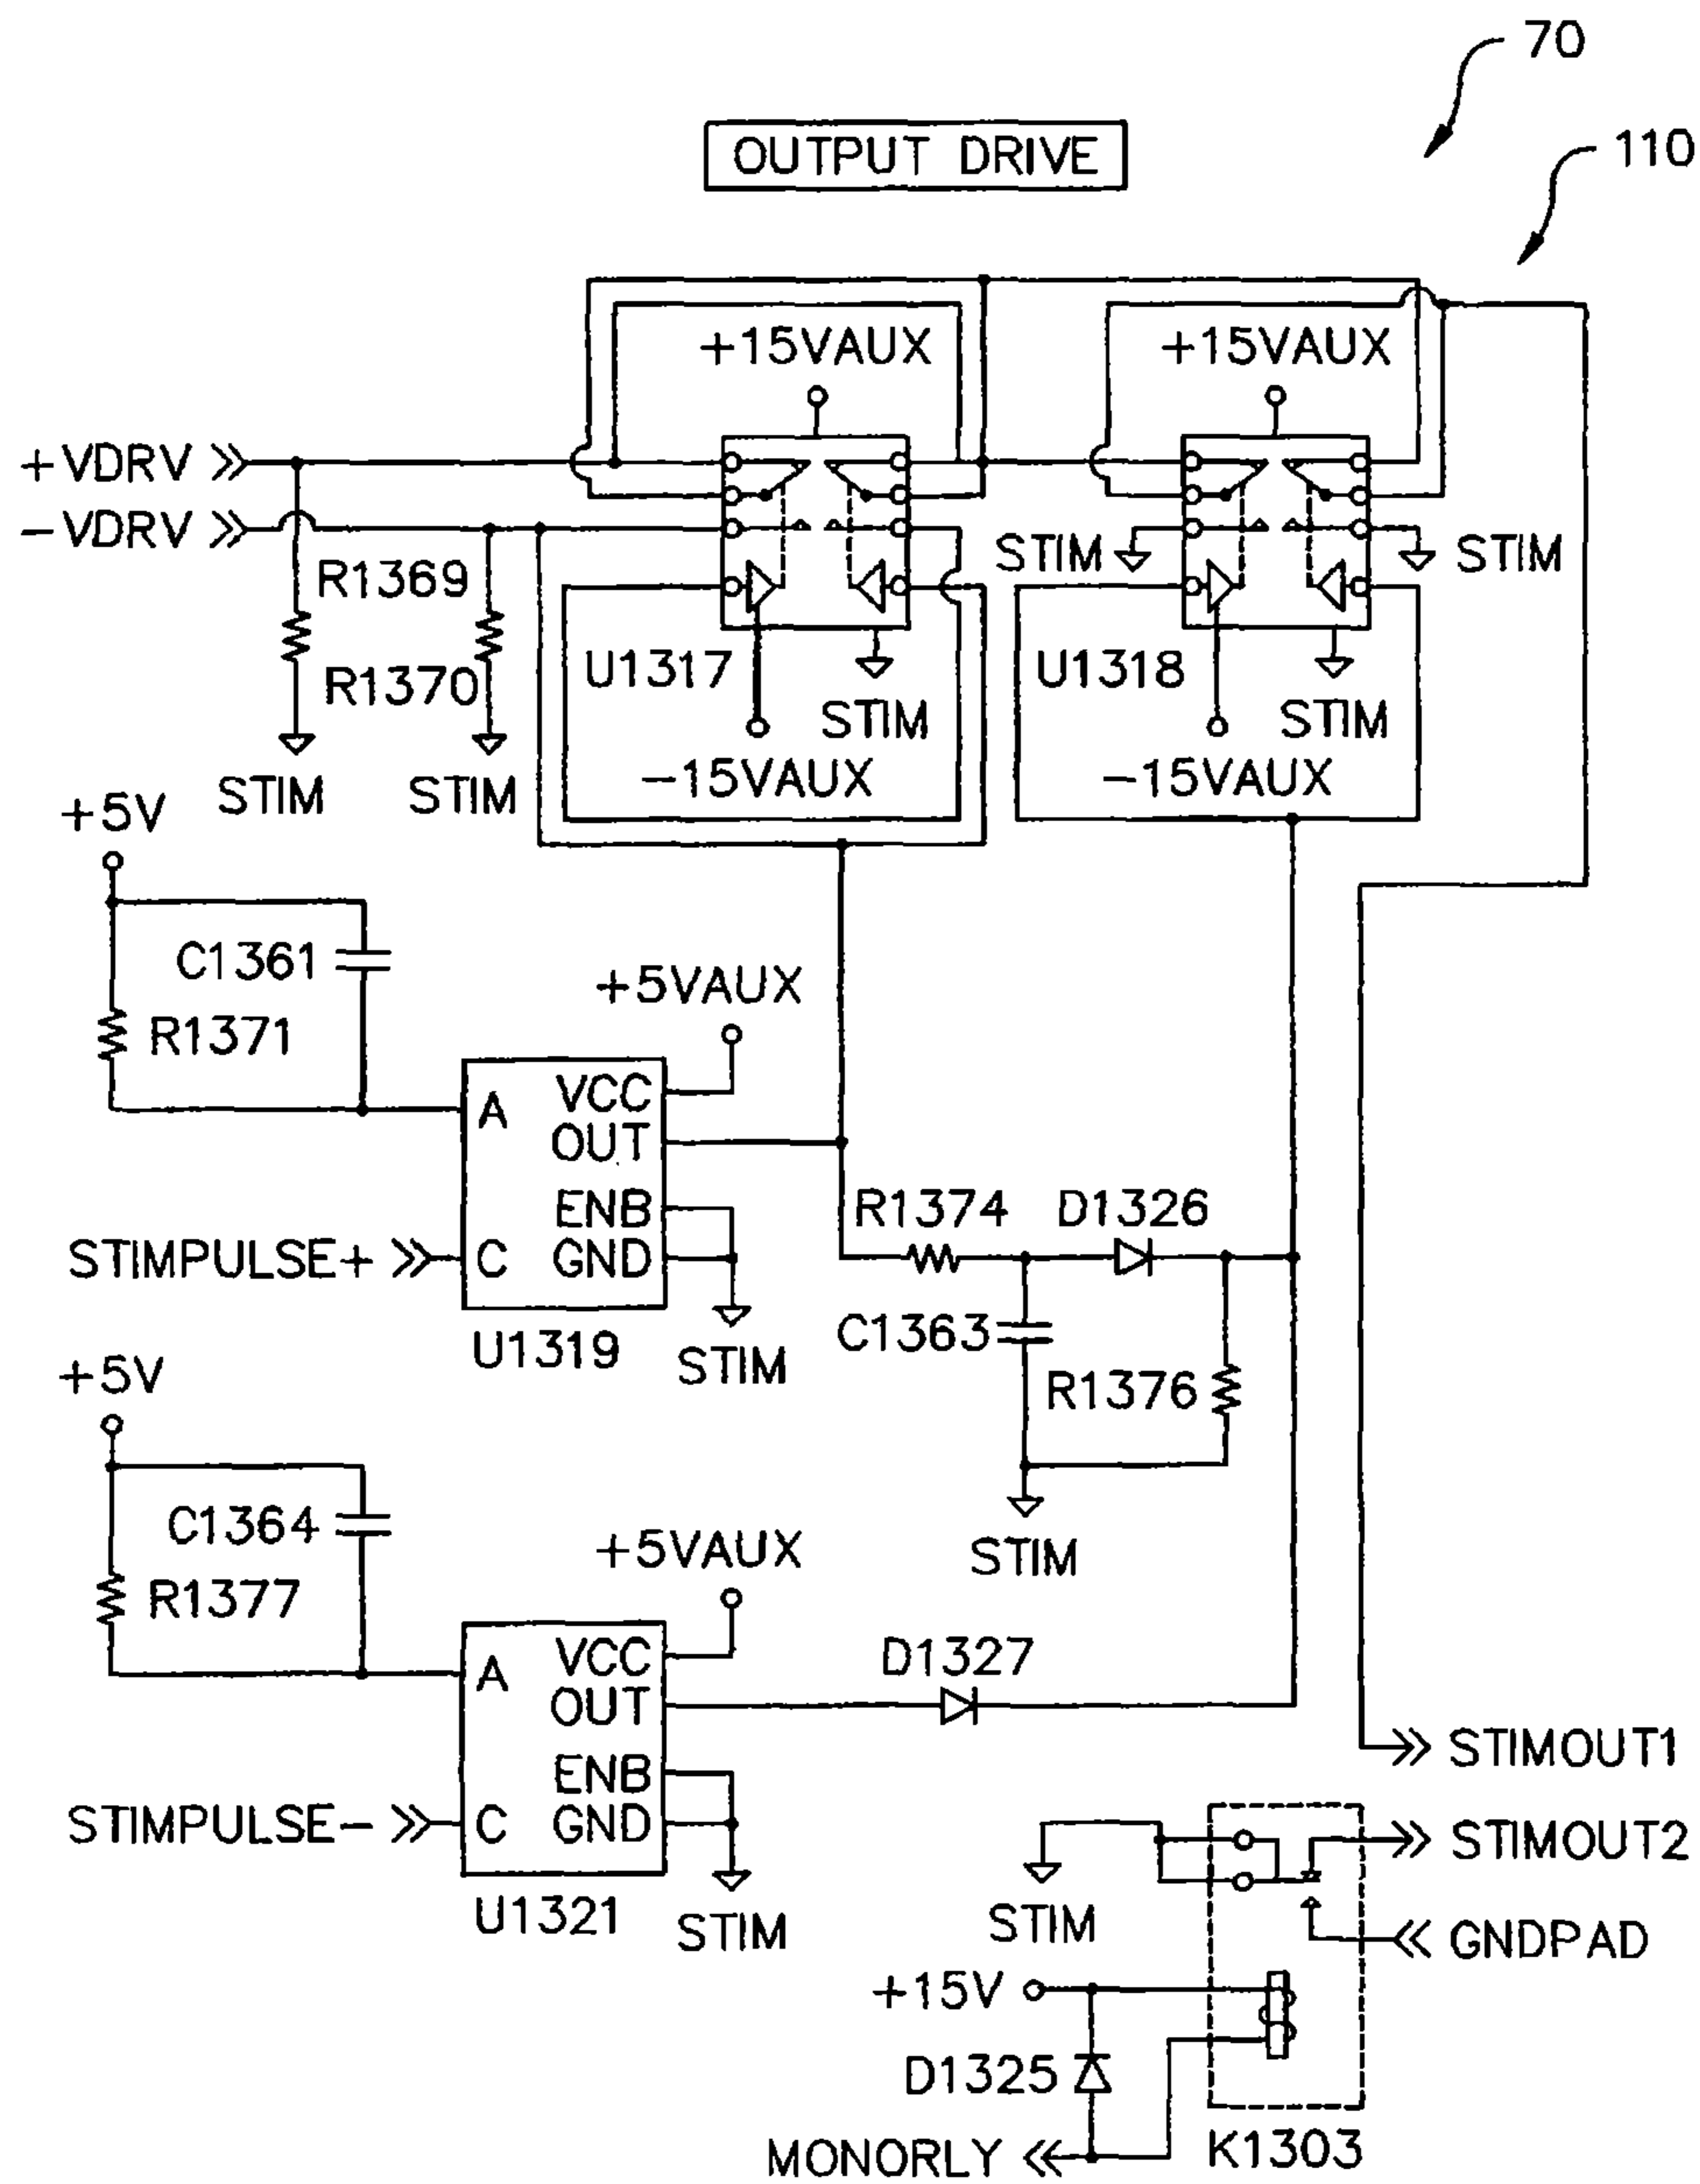 70
OUTPUT DRIVE
110
+15VAUX
+15VAUX
+VDRV
-VDRV
STIM
STIM
R1369
R1370
U1317
U1318
STIM
STIM
-15VAUX
-15VAUX
STIM
STIM
+5V
C1361
R1371
+5VAUX
A
VCC
OUT
ENB
GND
C
STIMPULSE+
R1374
D1326
U1319
STIM
C1363
R1376
+5V
STIM
C1364
R1377
+5VAUX
A
VCC
OUT
ENB
GND
C
D1327
STIMPULSE-
STIMOUT1
U1321
STIM
STIMOUT2
STIM
GNDPAD
+15V
D1325
MONORLY
K1303